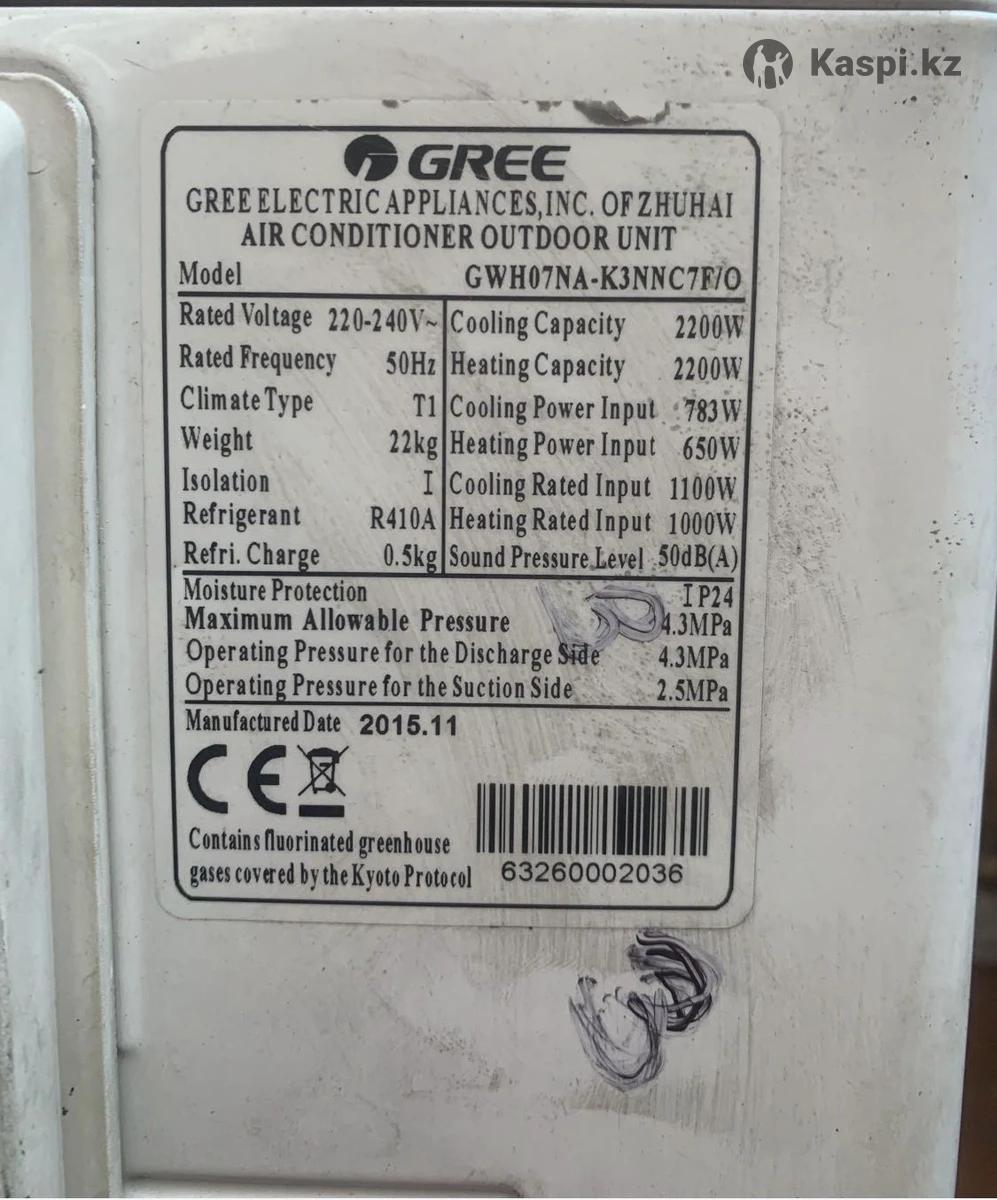 Kaspi.kz
GREE
GREE ELECTRIC APPLIANCES, INC. OF ZHUHAI
AIR CONDITIONER OUTDOOR UNIT
Model GWH07NA-K3NNC7F/O
Rated Voltage 220-240V~ Cooling Capacity 2200W
Rated Frequency 50Hz Heating Capacity 2200W
Climate Type T1 Cooling Power Input 783W
Weight 22kg Heating Power Input 650W
Isolation I Cooling Rated Input 1100W
Refrigerant R410A Heating Rated Input 1000W
Refri. Charge 0.5kg Sound Pressure Level 50dB(A)
Moisture Protection IP24
Maximum Allowable Pressure 4.3MPa
Operating Pressure for the Discharge Side 4.3MPa
Operating Pressure for the Suction Side 2.5MPa
Manufactured Date 2015.11
CE
Contains fluorinated greenhouse
gases covered by the Kyoto Protocol
63260002036